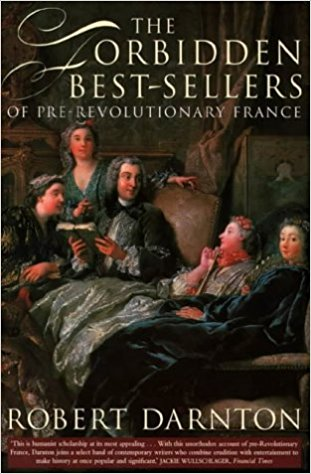 THE
FORBIDDEN
BEST-SELLERS
OF PRE-REVOLUTIONARY FRANCE
ROBERT DARNTON
'This is humanist scholarship at its most appealing . . . With this unorthodox account of pre-Revolutionary
France, Darnton joins a select band of contemporary writers who combine erudition with entertainment to
make history at once popular and significant.' JACKIE WULLSCHLAGER, Financial Times